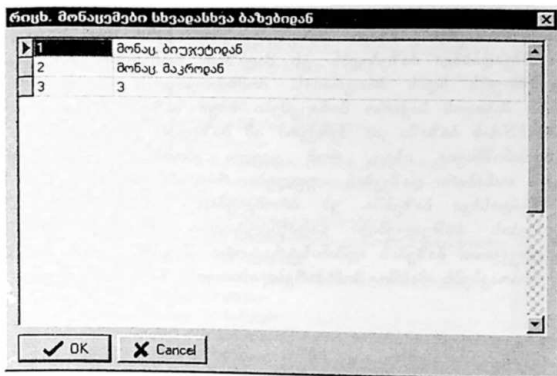 რიცხ. მონაცემები სხვადასხვა ბაზებიდან
1 მონაც. ბიუჯეტიდან
2 მონაც. მაკროდან
3 3
OK Cancel